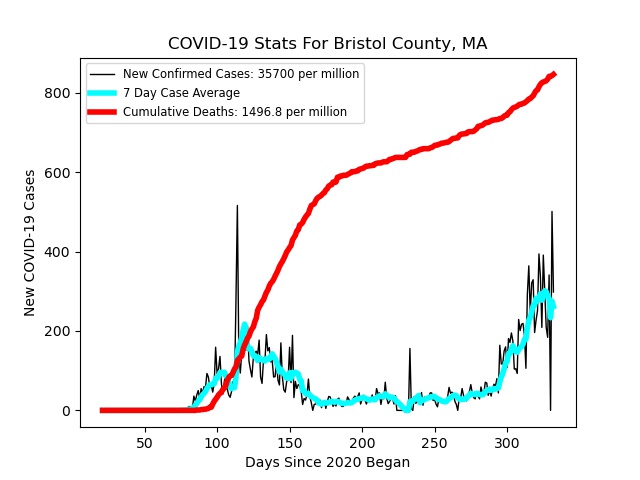 COVID-19 Stats For Bristol County, MA
New Confirmed Cases: 35700 per million
7 Day Case Average
Cumulative Deaths: 1496.8 per million
800
600
400
200
0
New COVID-19 Cases
50 100 150 200 250 300
Days Since 2020 Began